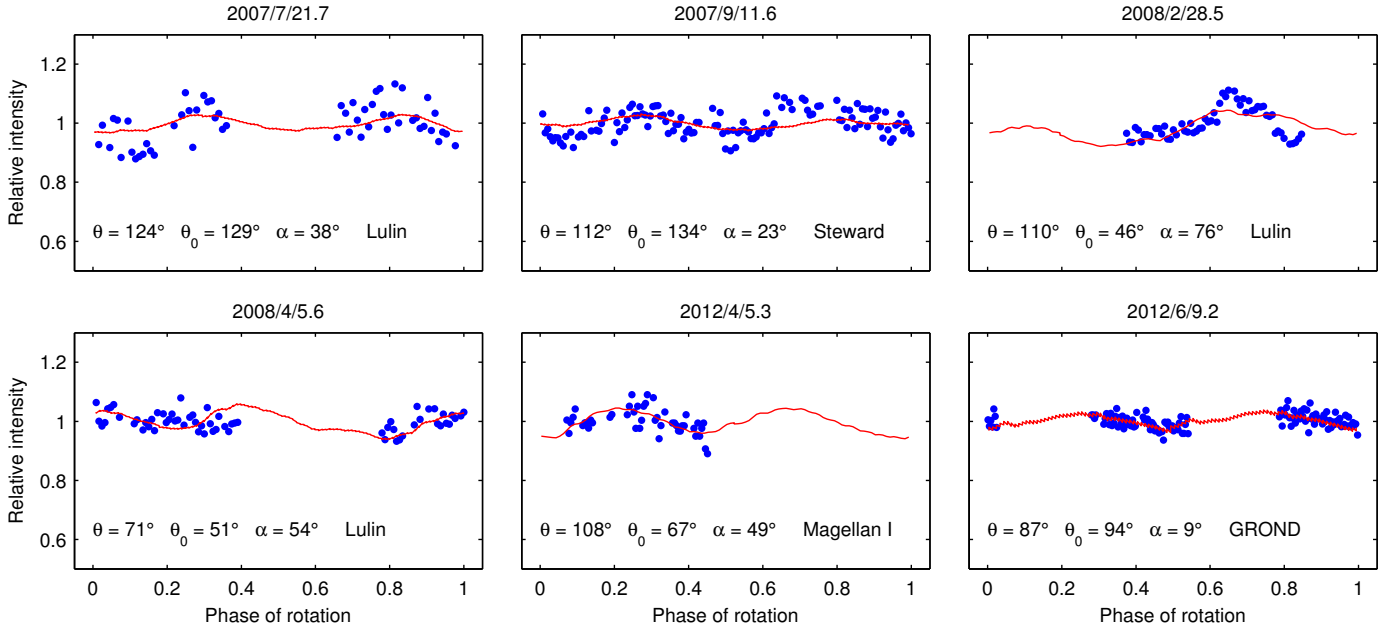 2007/7/21.7
2007/9/11.6
2008/2/28.5
Relative intensity
1.2
1
0.8
0.6
θ = 124° θ0 = 129° α = 38° Lulin
θ = 112° θ0 = 134° α = 23° Steward
θ = 110° θ0 = 46° α = 76° Lulin
2008/4/5.6
2012/4/5.3
2012/6/9.2
Relative intensity
1.2
1
0.8
0.6
θ = 71° θ0 = 51° α = 54° Lulin
θ = 108° θ0 = 67° α = 49° Magellan I
θ = 87° θ0 = 94° α = 9° GROND
0 0.2 0.4 0.6 0.8 1
0 0.2 0.4 0.6 0.8 1
0 0.2 0.4 0.6 0.8 1
Phase of rotation
Phase of rotation
Phase of rotation